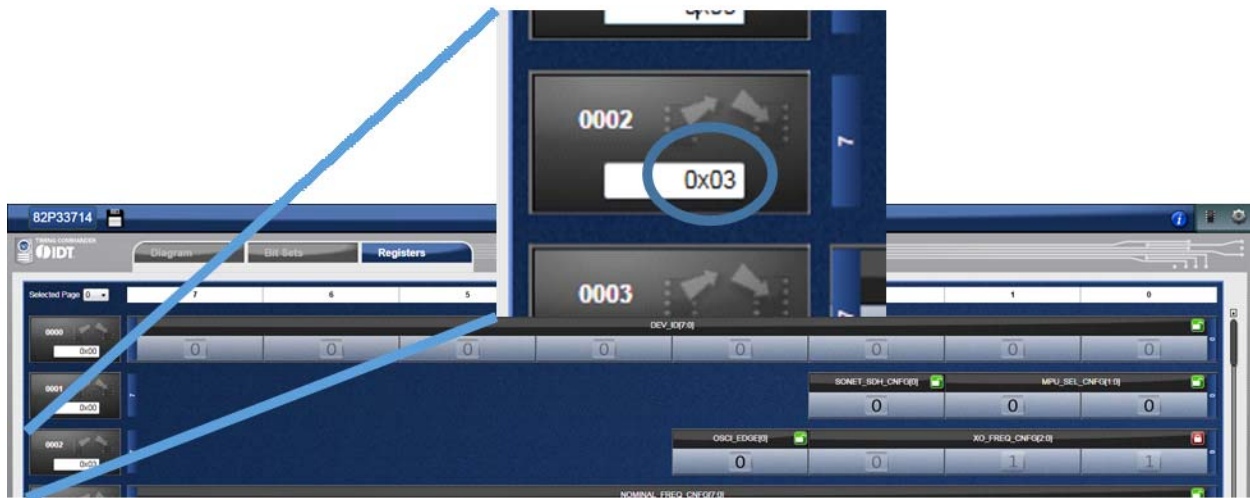 0002
7
0x03
0003
82P33714
TIMING COMMANDER
IDT
Diagram
Bit Sets
Registers
Selected Page 0
7 6 5 1 0
0000
DEV_ID[7:0]
0x00
0 0 0 0 0 0 0 0
0001
SONET_SDH_CNFG[0] MPU_SEL_CNFG[1:0]
7
0x00
0 0 0
0002
OSCI_EDGE[0] XO_FREQ_CNFG[2:0]
0x03
0 0 1 1
NOMINAL_FREQ_CNFG[7:0]